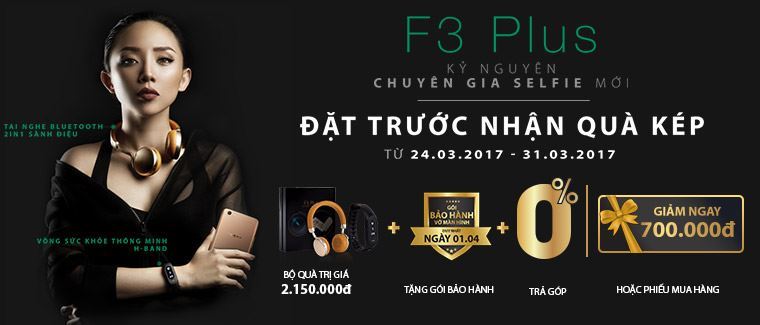 F3 Plus
KỶ NGUYÊN
CHUYÊN GIA SELFIE MỚI
ĐẶT TRƯỚC NHẬN QUÀ KÉP
TỪ 24.03.2017 - 31.03.2017
TAI NGHE BLUETOOTH
2IN1 SÀNH ĐIỆU
VÒNG SỨC KHỎE THÔNG MINH
H-BAND
BỘ QUÀ TRỊ GIÁ
2.150.000đ
+
GÓI
BẢO HÀNH
VỠ MÀN HÌNH
DUY NHẤT
NGÀY 01.04
TẶNG GÓI BẢO HÀNH
+
0%
TRẢ GÓP
GIẢM NGAY
700.000đ
HOẶC PHIẾU MUA HÀNG